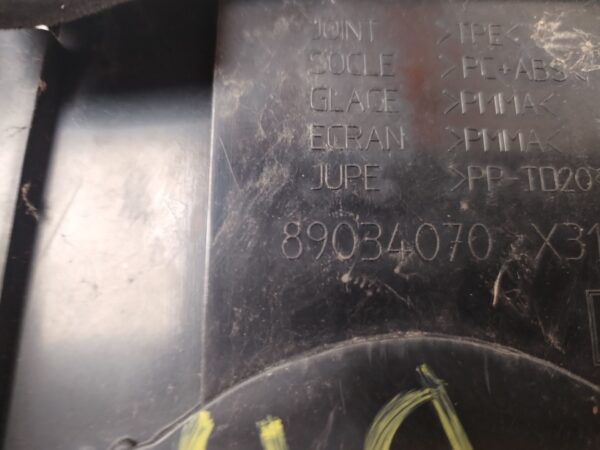 JOINT >TPE<
SOCLE >PC+ABS<
GLACE >PMMA<
ECRAN >PMMA<
JUPE >PP-TD20
89034070 X31